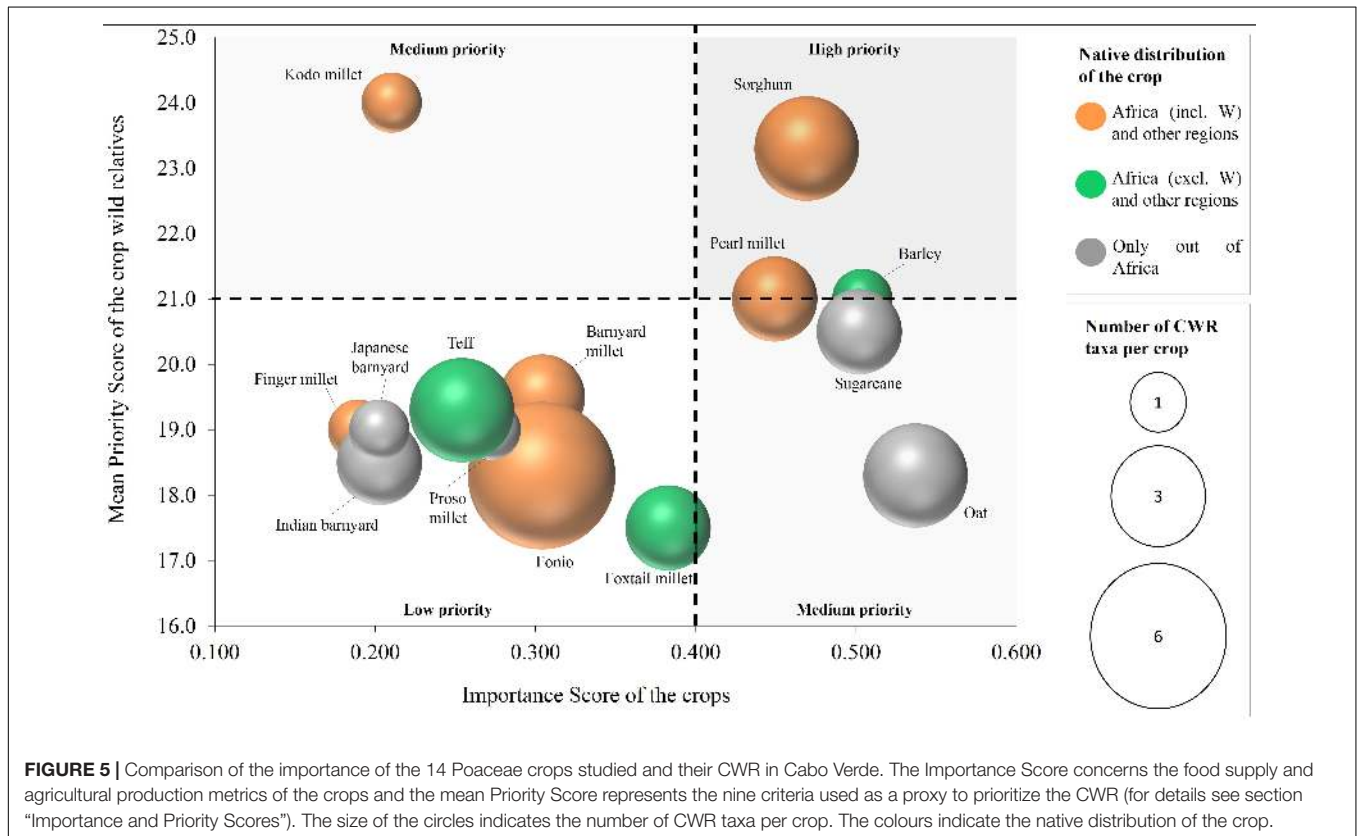 25.0
24.0
23.0
22.0
21.0
20.0
19.0
18.0
17.0
16.0
Mean Priority Score of the crop wild relatives
Medium priority
High priority
Kodo millet
Sorghum
Pearl millet
Barley
Sugarcane
Oat
Barnyard
millet
Teff
Japanese
barnyard
Finger millet
Indian barnyard
Proso
millet
Fonio
Foxtail millet
Low priority
Medium priority
0.100 0.200 0.300 0.400 0.500 0.600
Importance Score of the crops
Native distribution
of the crop
Africa (incl. W)
and other regions
Africa (excl. W)
and other regions
Only out of
Africa
Number of CWR
taxa per crop
1
3
6
FIGURE 5 | Comparison of the importance of the 14 Poaceae crops studied and their CWR in Cabo Verde. The Importance Score concerns the food supply and
agricultural production metrics of the crops and the mean Priority Score represents the nine criteria used as a proxy to prioritize the CWR (for details see section
“Importance and Priority Scores”). The size of the circles indicates the number of CWR taxa per crop. The colours indicate the native distribution of the crop.